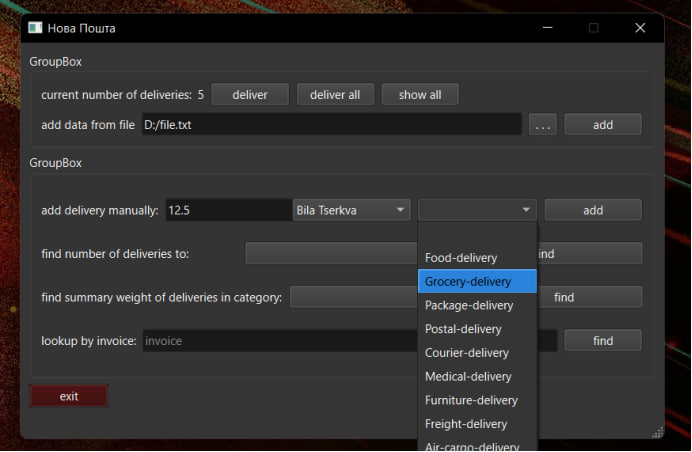 Нова Пошта
GroupBox
current number of deliveries: 5 deliver deliver all show all
add data from file D:/file.txt ... add
GroupBox
add delivery manually: 12.5 Bila Tserkva add
find number of deliveries to: ind
Food-delivery
Grocery-delivery
find summary weight of deliveries in category: find
Package-delivery
Postal-delivery
lookup by invoice: invoice find
Courier-delivery
Medical-delivery
exit
Furniture-delivery
Freight-delivery
Air-cargo-delivery